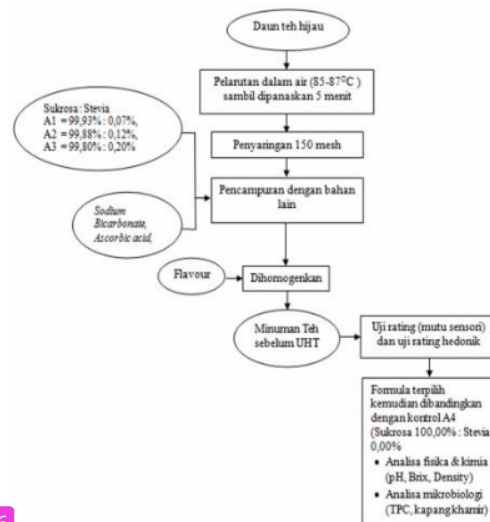 Daun teh hijau
Pelarutan dalam air (85-87°C )
sambil dipanaskan 5 menit
Sukrosa : Stevia
A1 = 99,93% : 0,07%,
A2 = 99,88% : 0,12%,
A3 = 99,80% : 0,20%
Penyaringan 150 mesh
Pencampuran dengan bahan
lain
Sodium
Bicarbonate,
Ascorbic acid,
Flavour
Dihomogenkan
Minuman Teh
sebelum UHT
Uji rating (mutu sensori)
dan uji rating hedonik
Formula terpilih
kemudian dibandingkan
dengan kontrol A4
(Sukrosa 100,00% : Stevia
0,00%
• Analisa fisika & kimia
(pH, Brix, Density)
• Analisa mikrobiologi
(TPC, kapang khamir)